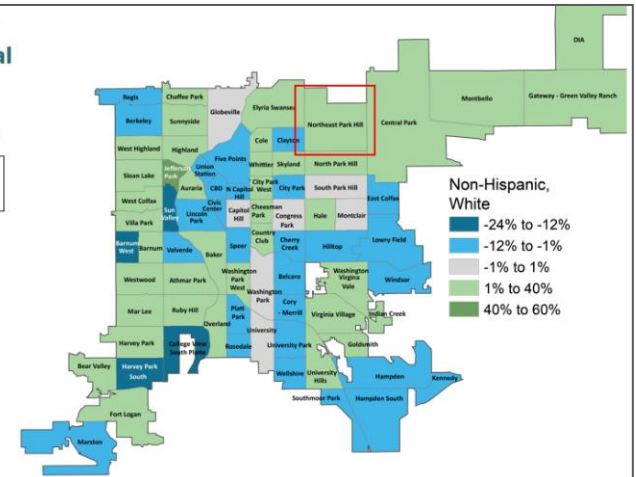 al
DIA
Regis
Chaffee Park
Globeville
Elyria Swansea
Northeast Park Hill
Central Park
Montbello
Gateway - Green Valley Ranch
Berkeley
Sunnyside
West Highland
Highland
Cole
Clayton
Five Points
Union
Station
Whittier
Skyland
North Park Hill
Sloan Lake
Jefferson
Park
Auraria
CBD
N Capitol
Hill
City Park
West
City Park
South Park Hill
East Colfax
West Colfax
Sun
Valley
Lincoln
Park
Civic
Center
Capitol
Hill
Cheesman
Park
Congress
Park
Hale
Montclair
Villa Park
Barnum
West
Barnum
Valverde
Baker
Speer
Country
Club
Cherry
Creek
Hilltop
Lowry Field
Westwood
Athmar Park
Washington
Park
West
Washington
Park
Belcaro
Washington
Virgina
Vale
Windsor
Mar Lee
Ruby Hill
Overland
Platt
Park
Cory
- Merrill
Virginia Village
Indian Creek
Harvey Park
College View
South Platte
Rosedale
University
University Park
Goldsmith
Bear Valley
Harvey Park
South
Wellshire
University
Hills
Hampden
Kennedy
Southmoor Park
Hampden South
Fort Logan
Marston
Non-Hispanic,
White
-24% to -12%
-12% to -1%
-1% to 1%
1% to 40%
40% to 60%